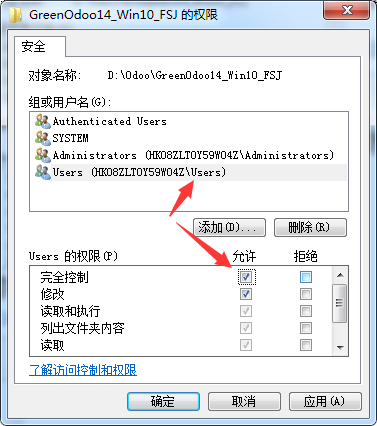 GreenOdoo14_Win10_FSJ 的权限
安全
对象名称: D:\Odoo\GreenOdoo14_Win10_FSJ
组或用户名(G):
Authenticated Users
SYSTEM
Administrators (HK08ZLTOY59WO4Z\Administrators)
Users (HK08ZLTOY59WO4Z\Users)
添加(D)... 删除(R)
Users 的权限(P) 允许 拒绝
完全控制
修改
读取和执行
列出文件夹内容
读取
了解访问控制和权限
确定 取消 应用(A)